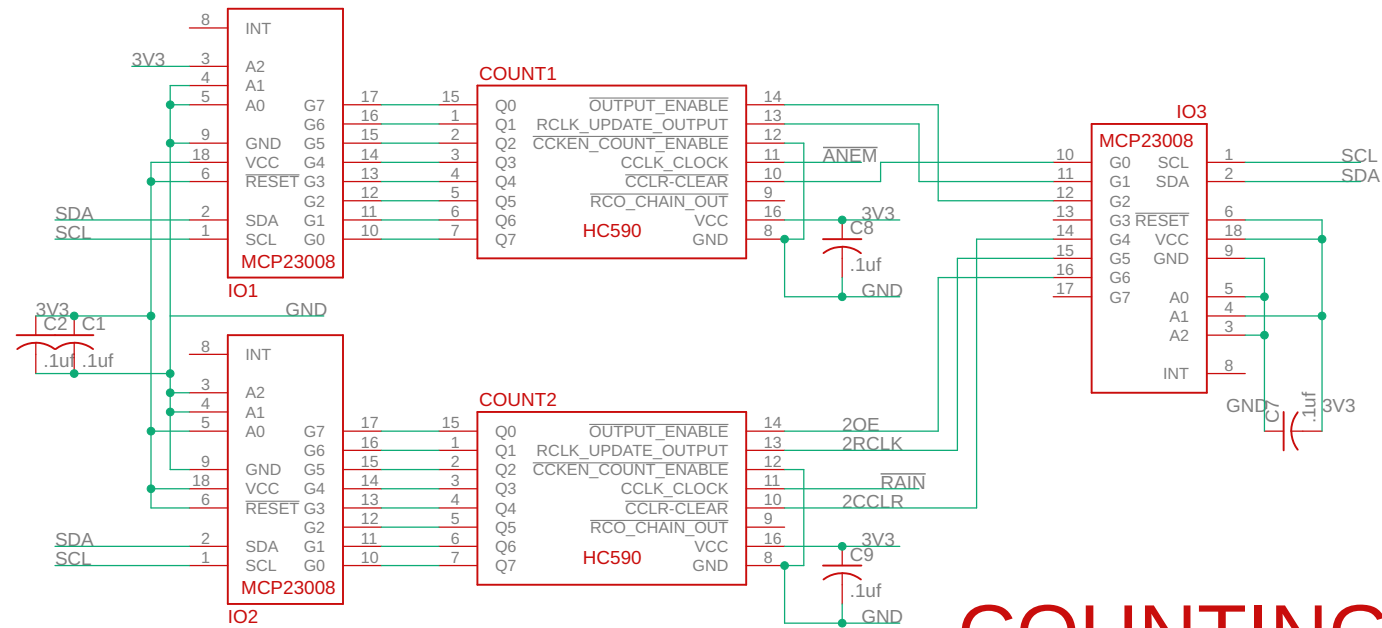 8 INT
3V3 3 A2
4 A1
5 A0 G7 17
G6 16
9 GND G5 15
18 VCC G4 14
6 RESET G3 13
G2 12
SDA 2 SDA G1 11
SCL 1 SCL G0 10
MCP23008
IO1
COUNT1
15 Q0 OUTPUT_ENABLE 14
1 Q1 RCLK_UPDATE_OUTPUT 13
2 Q2 CCKEN_COUNT_ENABLE 12
3 Q3 CCLK_CLOCK 11 ANEM
4 Q4 CCLR-CLEAR 10
5 Q5 RCO_CHAIN_OUT 9
6 Q6 VCC 16 3V3
7 Q7 GND 8
HC590
C8
.1uf
GND
IO3
MCP23008
10 G0 SCL 1 SCL
11 G1 SDA 2 SDA
12 G2
13 G3 RESET 6
14 G4 VCC 18
15 G5 GND 9
16 G6
17 G7 A0 5
A1 4
A2 3
INT 8
GND C7 .1uf 3V3
3V3 GND
C2 C1
.1uf .1uf
8 INT
3 A2
4 A1
5 A0 G7 17
G6 16
9 GND G5 15
18 VCC G4 14
6 RESET G3 13
G2 12
SDA 2 SDA G1 11
SCL 1 SCL G0 10
MCP23008
IO2
COUNT2
15 Q0 OUTPUT_ENABLE 14 2OE
1 Q1 RCLK_UPDATE_OUTPUT 13 2RCLK
2 Q2 CCKEN_COUNT_ENABLE 12
3 Q3 CCLK_CLOCK 11 RAIN
4 Q4 CCLR-CLEAR 10 2CCLR
5 Q5 RCO_CHAIN_OUT 9
6 Q6 VCC 16 3V3
7 Q7 GND 8
HC590
C9
.1uf
GND
COUNTING